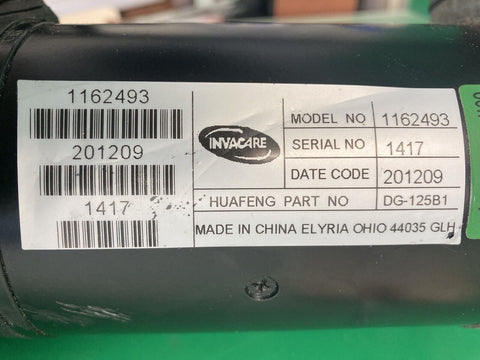 1162493
201209
1417
INVACARE
MODEL NO 1162493
SERIAL NO 1417
DATE CODE 201209
HUAFENG PART NO DG-125B1
MADE IN CHINA ELYRIA OHIO 44035 GLH